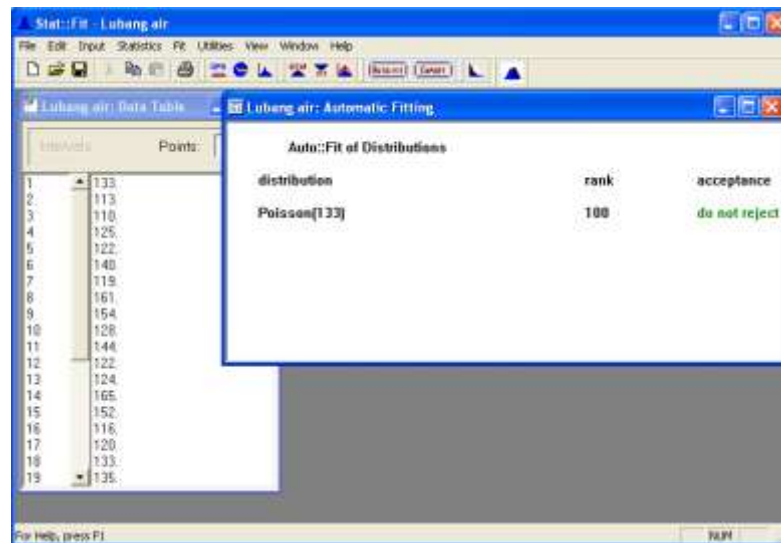 Stat::Fit - Lubang air
File Edit Input Statistics Fit Utilities View Window Help
Lubang air: Data Table
Lubang air: Automatic Fitting
Intervals Points:
Auto::Fit of Distributions
distribution rank acceptance
Poisson(133) 100 do not reject
1 133.
2 113.
3 110.
4 125.
5 122.
6 140.
7 119.
8 161.
9 154.
10 128.
11 144.
12 122.
13 124.
14 165.
15 152.
16 116.
17 120.
18 133.
19 135.
For Help, press F1 NUM